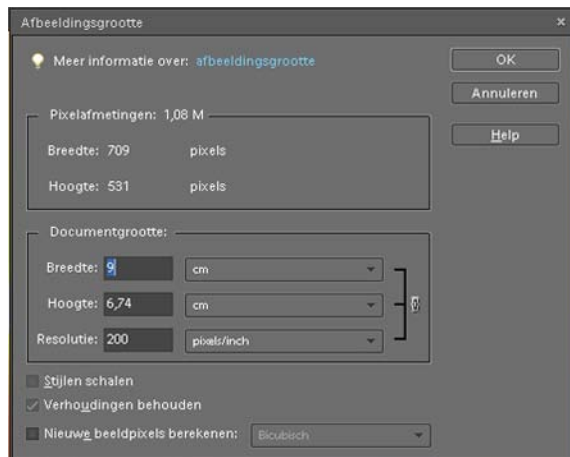 Afbeeldingsgrootte
Meer informatie over: afbeeldingsgrootte
OK
Annuleren
Help
Pixelafmetingen: 1,08 M
Breedte: 709 pixels
Hoogte: 531 pixels
Documentgrootte:
Breedte: 9 cm
Hoogte: 6,74 cm
Resolutie: 200 pixels/inch
Stijlen schalen
Verhoudingen behouden
Nieuwe beeldpixels berekenen: Bicubisch